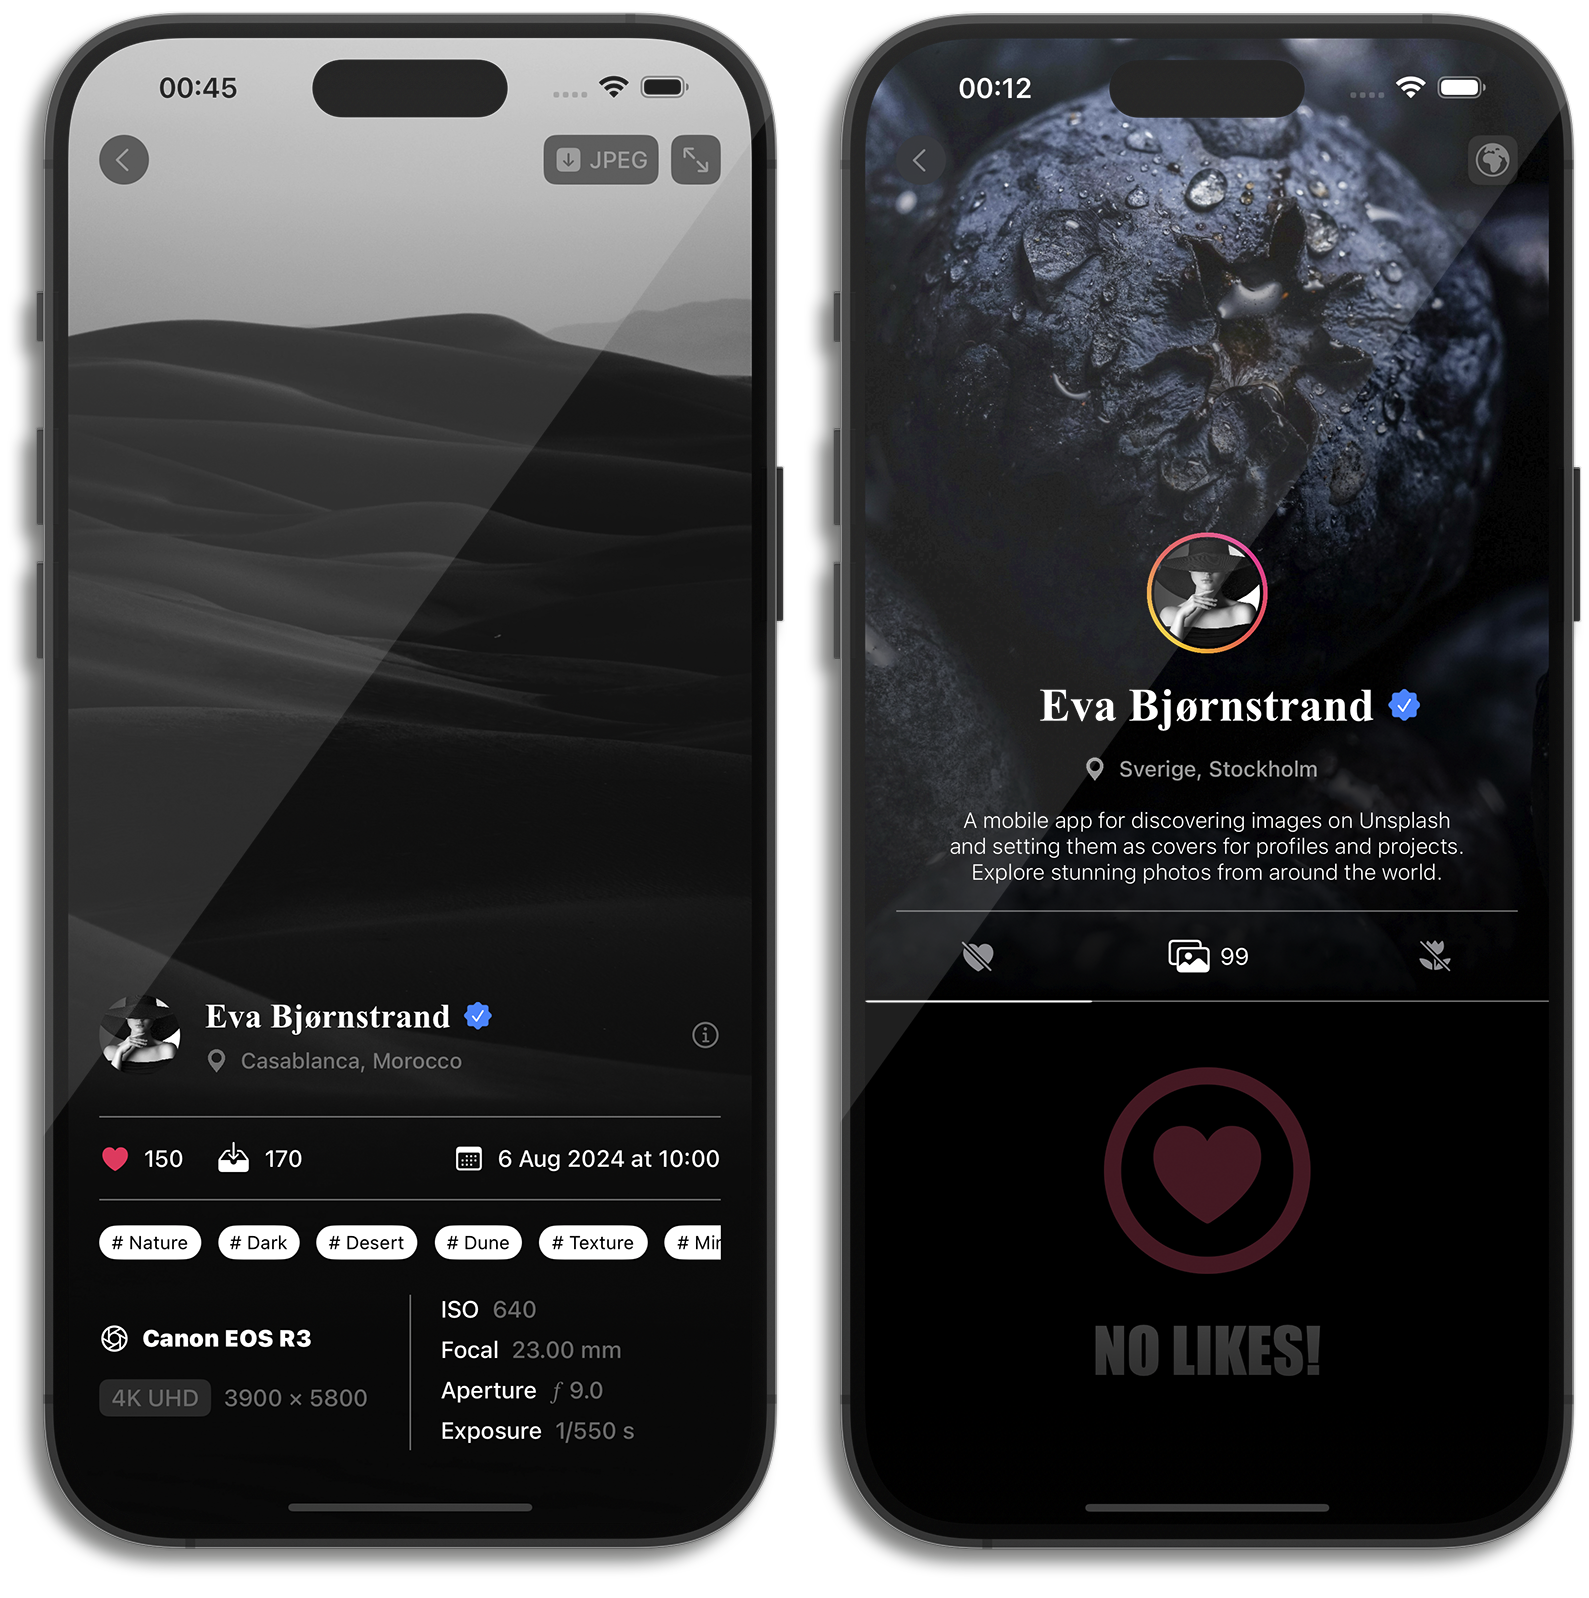 00:45
JPEG
Eva Bjørnstrand
Casablanca, Morocco
150
170
6 Aug 2024 at 10:00
# Nature
# Dark
# Desert
# Dune
# Texture
# Mir
Canon EOS R3
4K UHD
3900 × 5800
ISO 640
Focal 23.00 mm
Aperture ƒ 9.0
Exposure 1/550 s
00:12
Eva Bjørnstrand
Sverige, Stockholm
A mobile app for discovering images on Unsplash
and setting them as covers for profiles and projects.
Explore stunning photos from around the world.
99
NO LIKES!